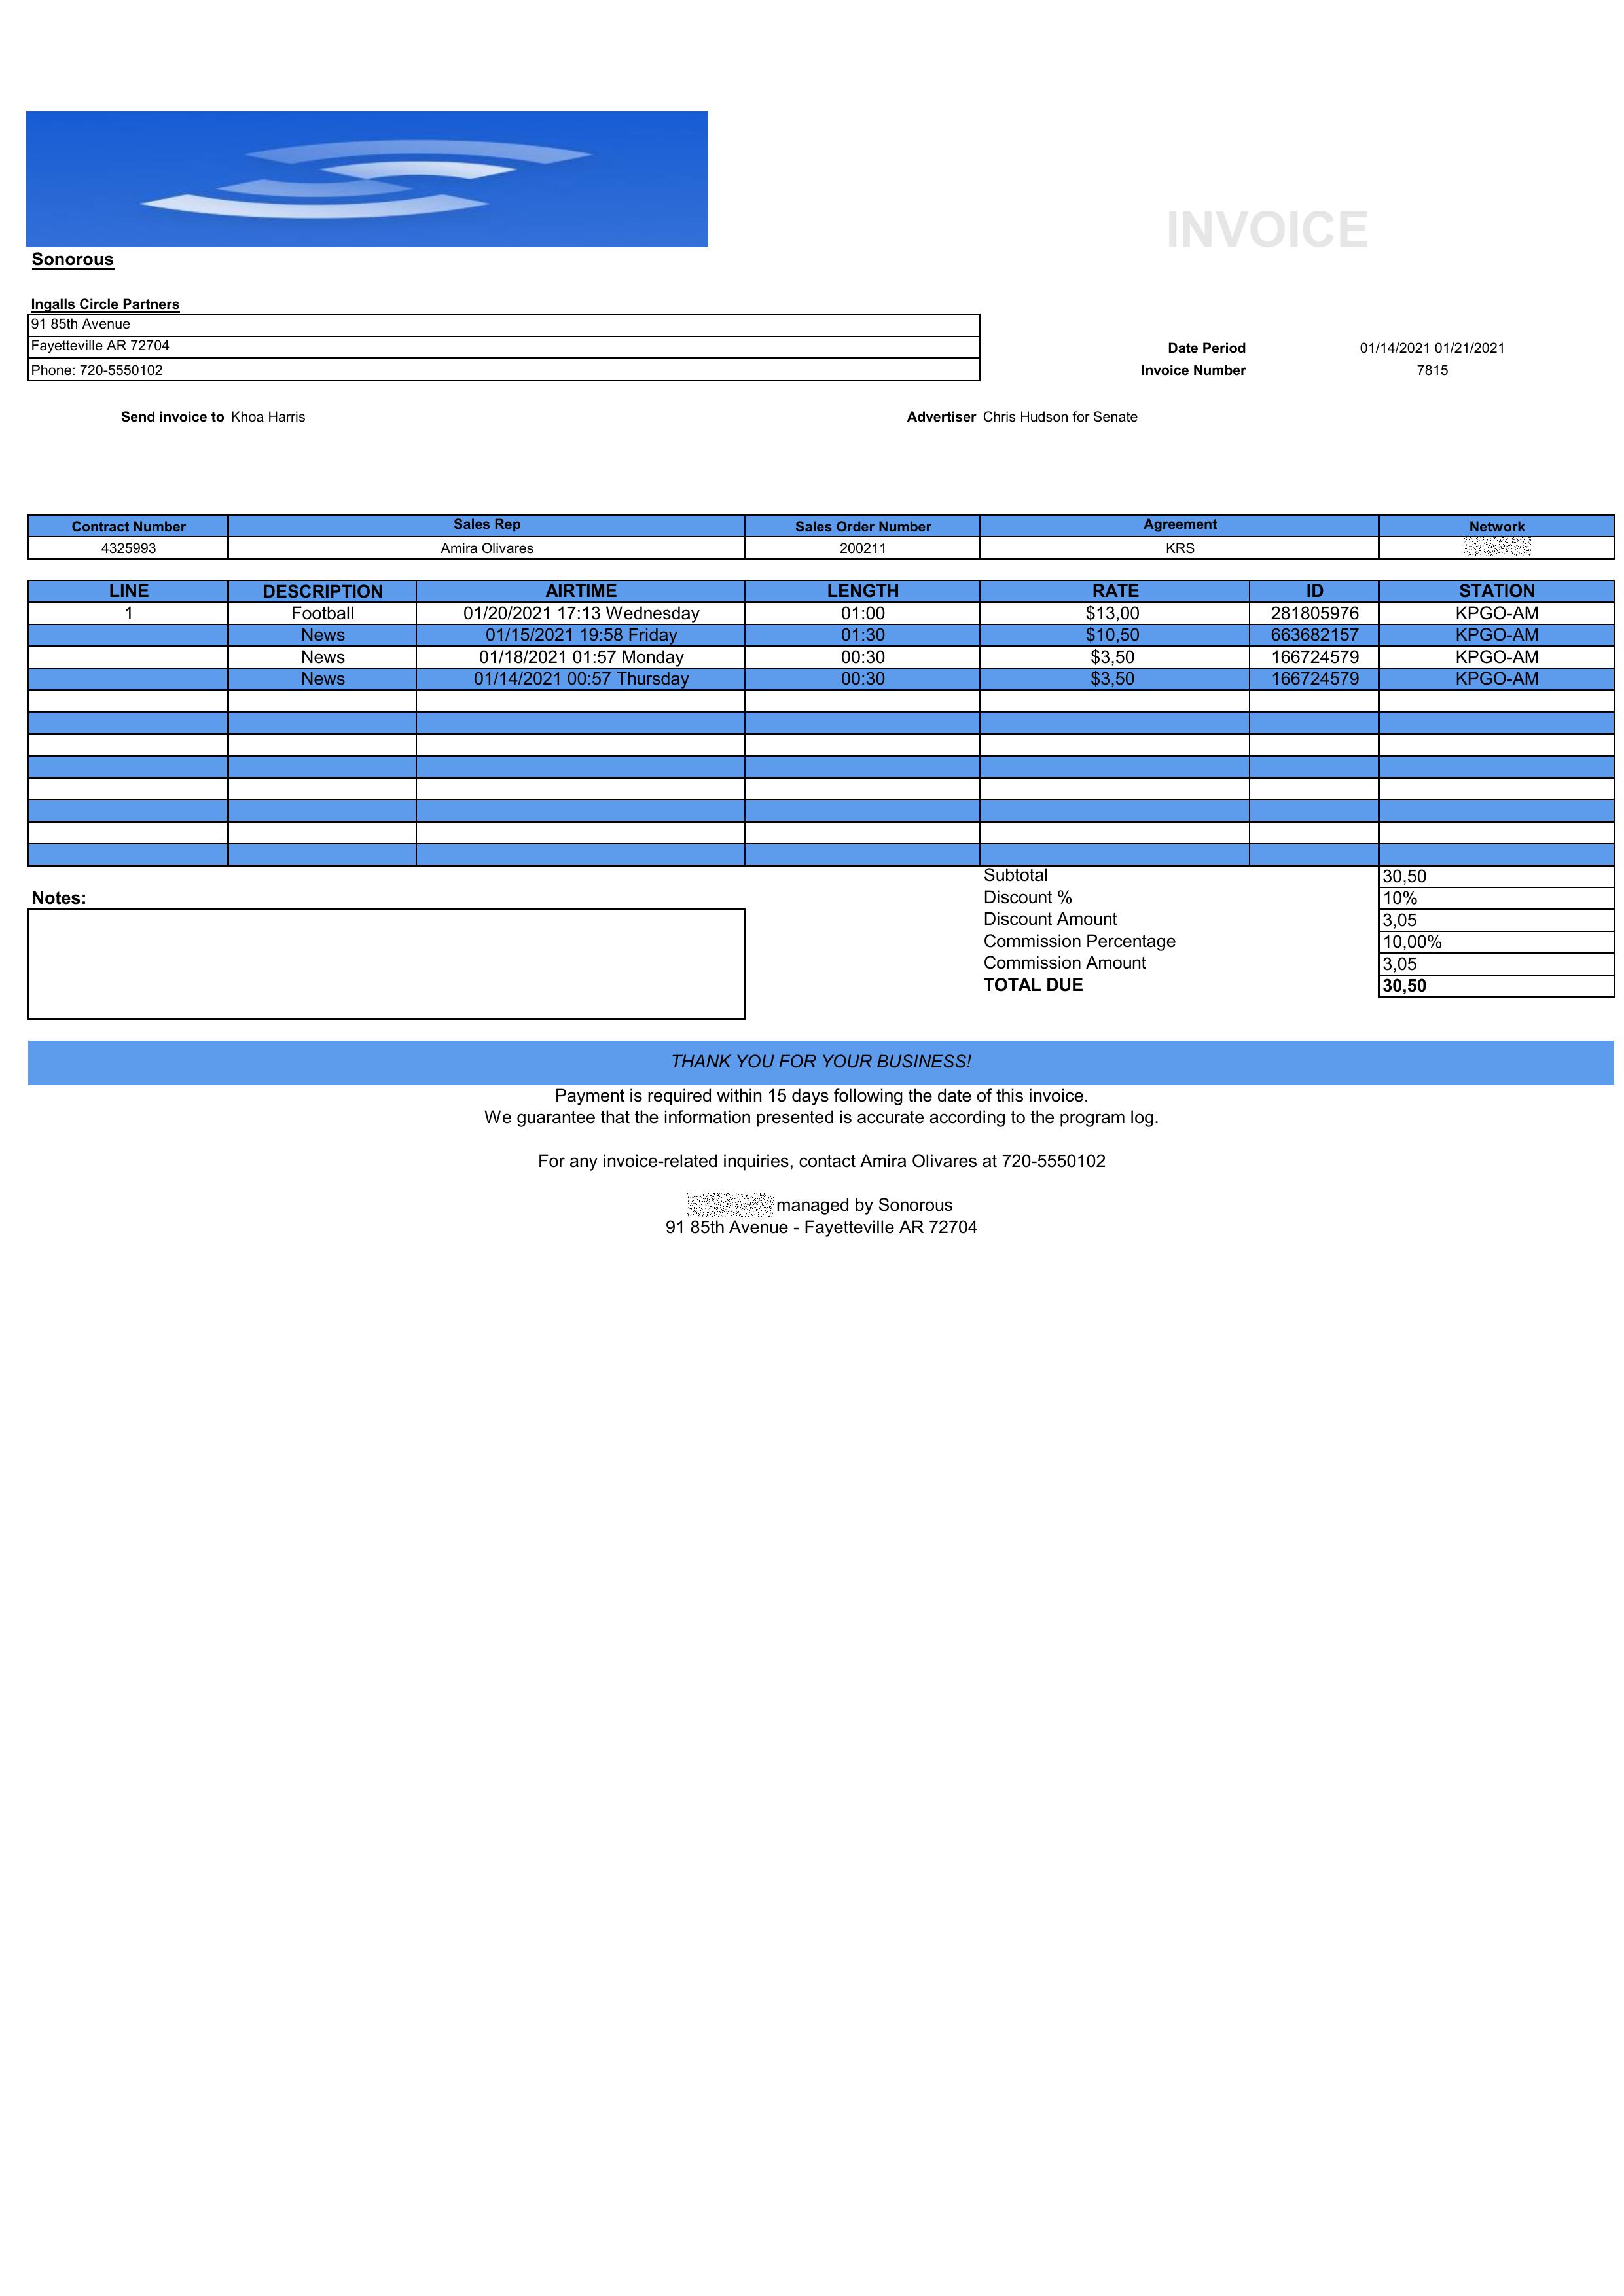 INVOICE
Sonorous
Ingalls Circle Partners
91 85th Avenue
Fayetteville AR 72704
Phone: 720-5550102
Date Period 01/14/2021 01/21/2021
Invoice Number 7815
Send invoice to Khoa Harris Advertiser Chris Hudson for Senate
Contract Number Sales Rep Sales Order Number Agreement Network
4325993 Amira Olivares 200211 KRS
LINE DESCRIPTION AIRTIME LENGTH RATE ID STATION
1 Football 01/20/2021 17:13 Wednesday 01:00 $13,00 281805976 KPGO-AM
News 01/15/2021 19:58 Friday 01:30 $10,50 663682157 KPGO-AM
News 01/18/2021 01:57 Monday 00:30 $3,50 166724579 KPGO-AM
News 01/14/2021 00:57 Thursday 00:30 $3,50 166724579 KPGO-AM
Subtotal 30,50
Discount % 10%
Discount Amount 3,05
Commission Percentage 10,00%
Commission Amount 3,05
TOTAL DUE 30,50
Notes:
THANK YOU FOR YOUR BUSINESS!
Payment is required within 15 days following the date of this invoice.
We guarantee that the information presented is accurate according to the program log.
For any invoice-related inquiries, contact Amira Olivares at 720-5550102
managed by Sonorous
91 85th Avenue - Fayetteville AR 72704